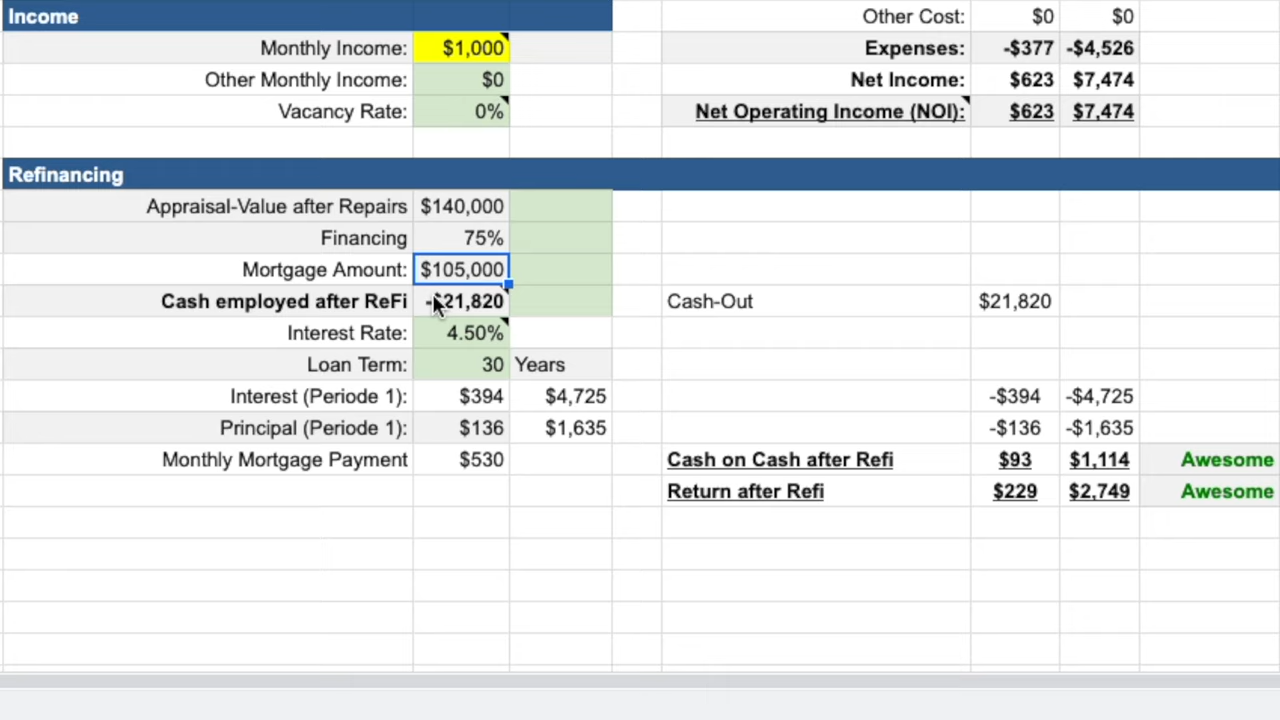 Income Other Cost: $0 $0
Monthly Income: $1,000 Expenses: -$377 -$4,526
Other Monthly Income: $0 Net Income: $623 $7,474
Vacancy Rate: 0% Net Operating Income (NOI): $623 $7,474
Refinancing
Appraisal-Value after Repairs $140,000
Financing 75%
Mortgage Amount: $105,000
Cash employed after ReFi -$21,820 Cash-Out $21,820
Interest Rate: 4.50%
Loan Term: 30 Years
Interest (Periode 1): $394 $4,725 -$394 -$4,725
Principal (Periode 1): $136 $1,635 -$136 -$1,635
Monthly Mortgage Payment $530 Cash on Cash after Refi $93 $1,114 Awesome
Return after Refi $229 $2,749 Awesome